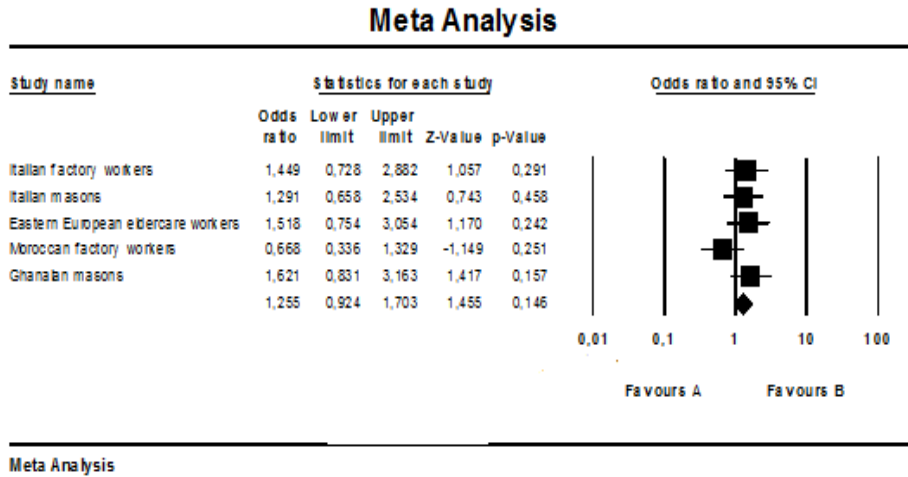 Meta Analysis
Study name Statistics for each study Odds ratio and 95% CI
Odds Lower Upper
ratio limit limit Z-Value p-Value
Italian factory workers 1,449 0,728 2,882 1,057 0,291
Italian masons 1,291 0,658 2,534 0,743 0,458
Eastern European eldercare workers 1,518 0,754 3,054 1,170 0,242
Moroccan factory workers 0,668 0,336 1,329 -1,149 0,251
Ghanaian masons 1,621 0,831 3,163 1,417 0,157
1,255 0,924 1,703 1,455 0,146
0,01 0,1 1 10 100
Favours A Favours B
Meta Analysis